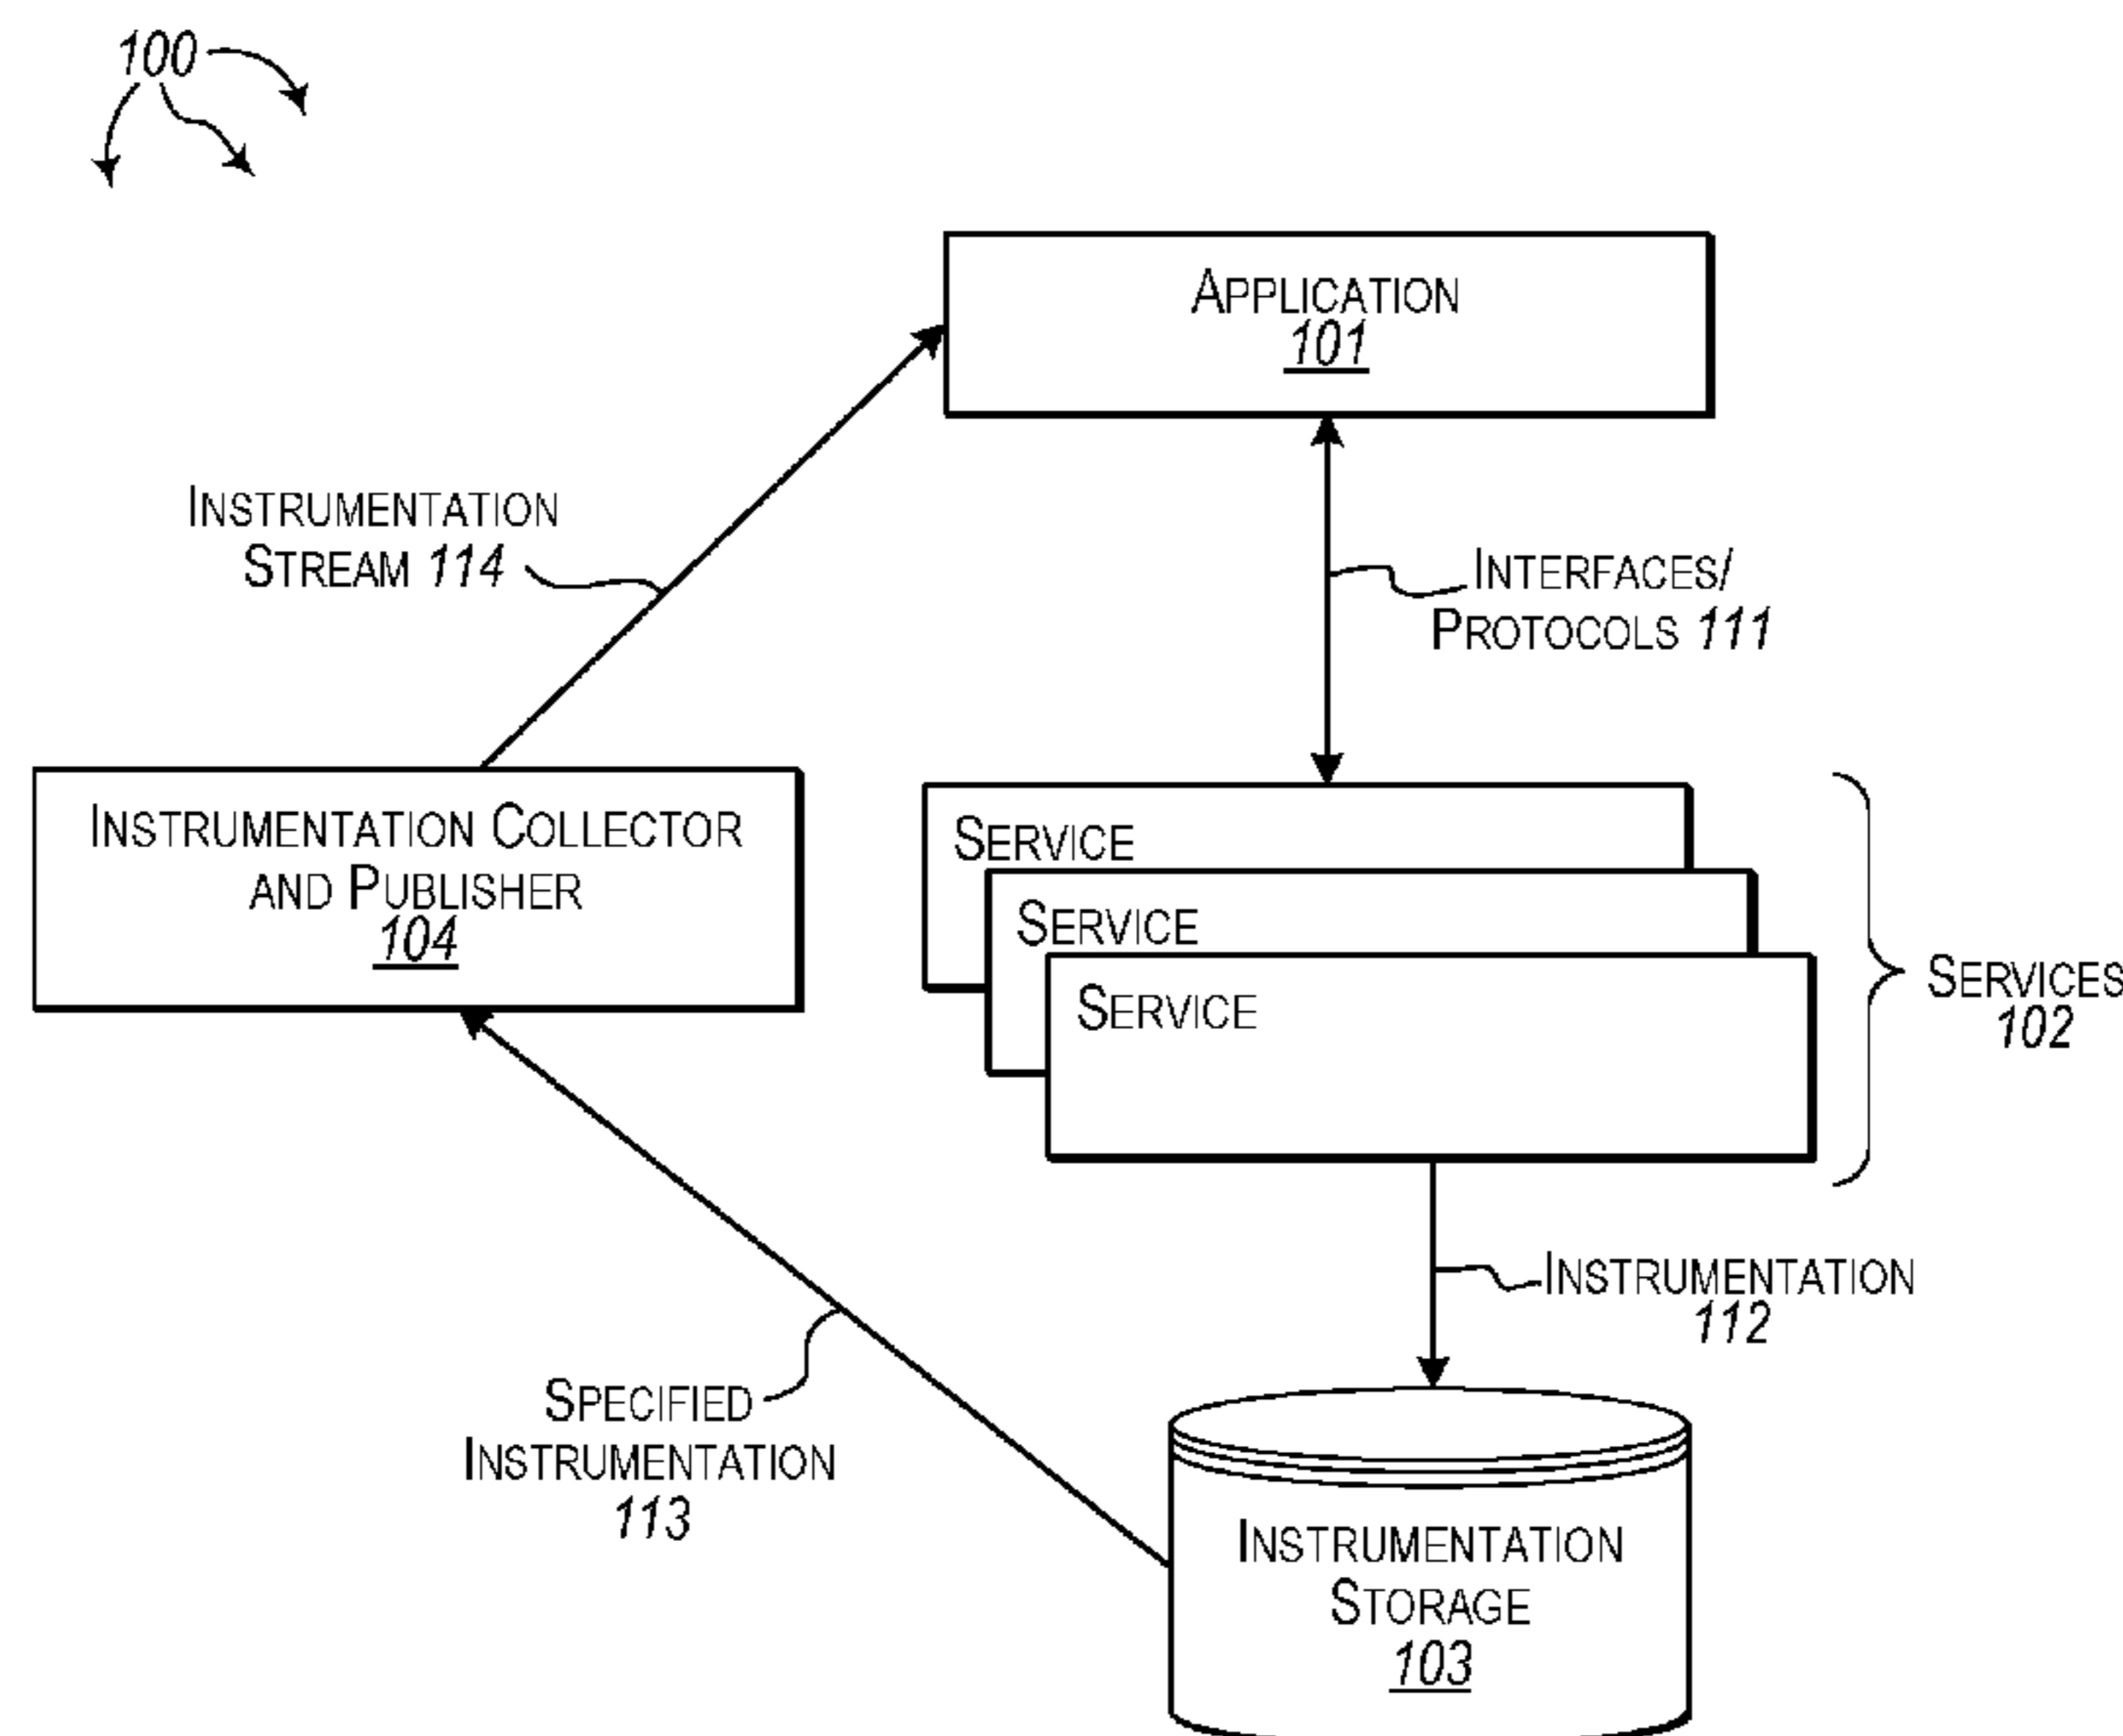 100
APPLICATION
101
INSTRUMENTATION
STREAM 114
INTERFACES/
PROTOCOLS 111
INSTRUMENTATION COLLECTOR
AND PUBLISHER
104
SERVICE
SERVICE
SERVICE
SERVICES
102
INSTRUMENTATION
112
SPECIFIED
INSTRUMENTATION
113
INSTRUMENTATION
STORAGE
103